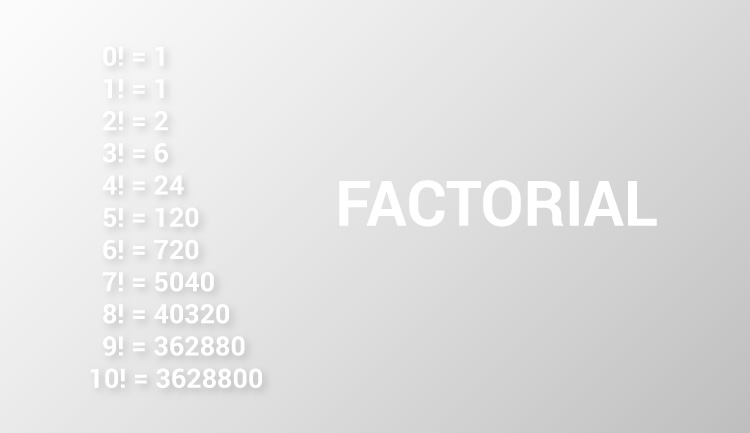 0! = 1
1! = 1
2! = 2
3! = 6
4! = 24
5! = 120
6! = 720
7! = 5040
8! = 40320
9! = 362880
10! = 3628800
FACTORIAL